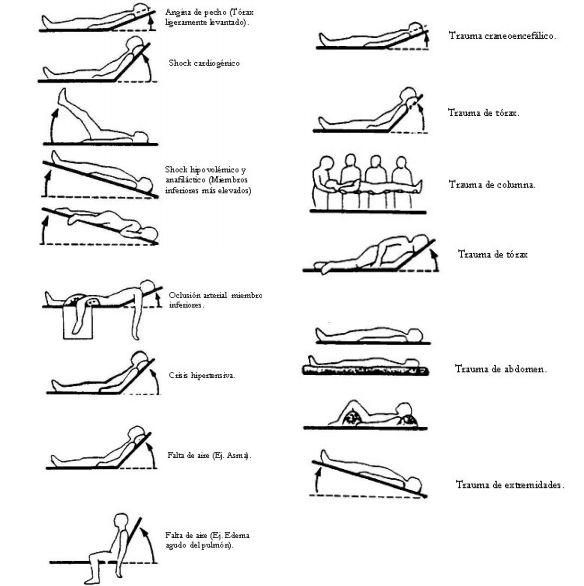 Angina de pecho (Tórax
ligeramente levantado).
Shock cardiogénico
Shock hipovolémico y
anafiláctico (Miembros
inferiores más elevados)
Oclusión arterial miembro
inferiores.
Crisis hipertensiva.
Falta de aire (Ej. Asma).
Falta de aire (Ej. Edema
agudo del pulmón).
Trauma craneoencefálico.
Trauma de tórax.
Trauma de columna.
Trauma de tórax
Trauma de abdomen.
Trauma de extremidades.